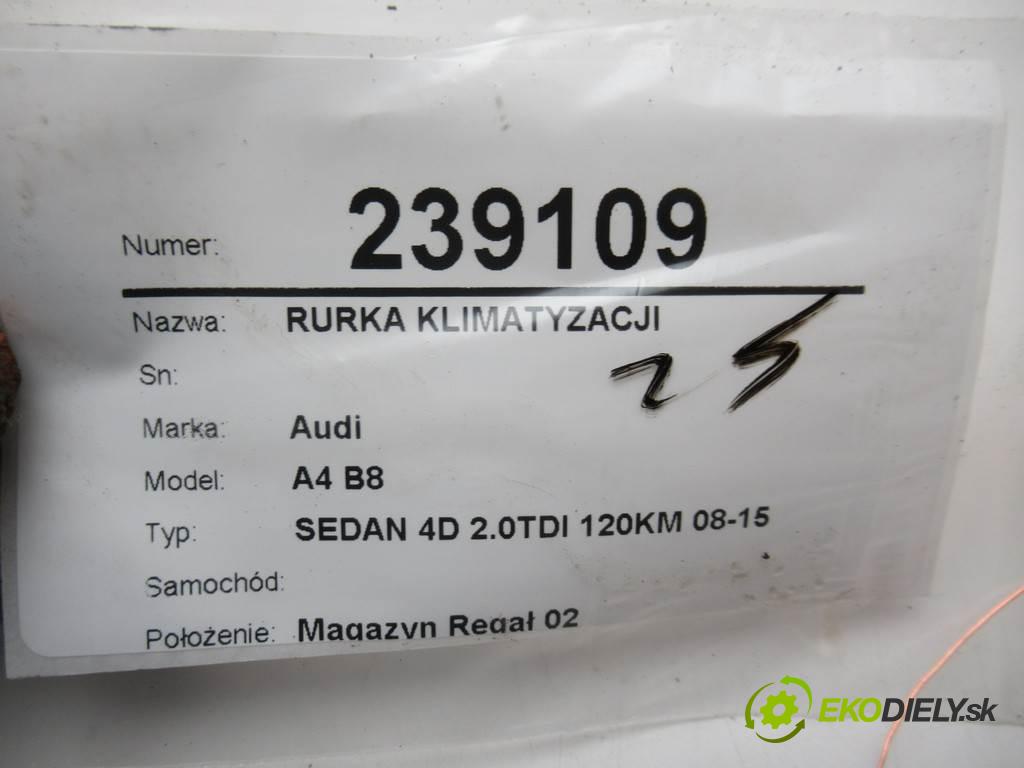 Numer: 239109
Nazwa: RURKA KLIMATYZACJI
25
Sn:
Marka: Audi
Model: A4 B8
Typ: SEDAN 4D 2.0TDI 120KM 08-15
Samochód:
Położenie: Magazyn Regał 02
EKODIELY.sk